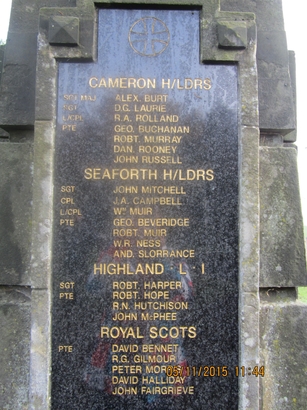 CAMERON H/LDRS
SGT MAJ ALEX. BURT
SGT D.G. LAURIE
L/CPL R.A. ROLLAND
PTE GEO. BUCHANAN
ROBT. MURRAY
DAN. ROONEY
JOHN RUSSELL
SEAFORTH H/LDRS
SGT JOHN MITCHELL
CPL J.A. CAMPBELL
L/CPL WM MUIR
PTE GEO. BEVERIDGE
ROBT. MUIR
W.R. NESS
AND. SLORRANCE
HIGHLAND · L · I
SGT ROBT. HARPER
PTE ROBT. HOPE
R.N. HUTCHISON
JOHN McPHEE
ROYAL SCOTS
PTE DAVID BENNET
R.G. GILMOUR
PETER
DAVID HALLIDAY
JOHN FAIRGRIEVE
05/11/2015 11:44